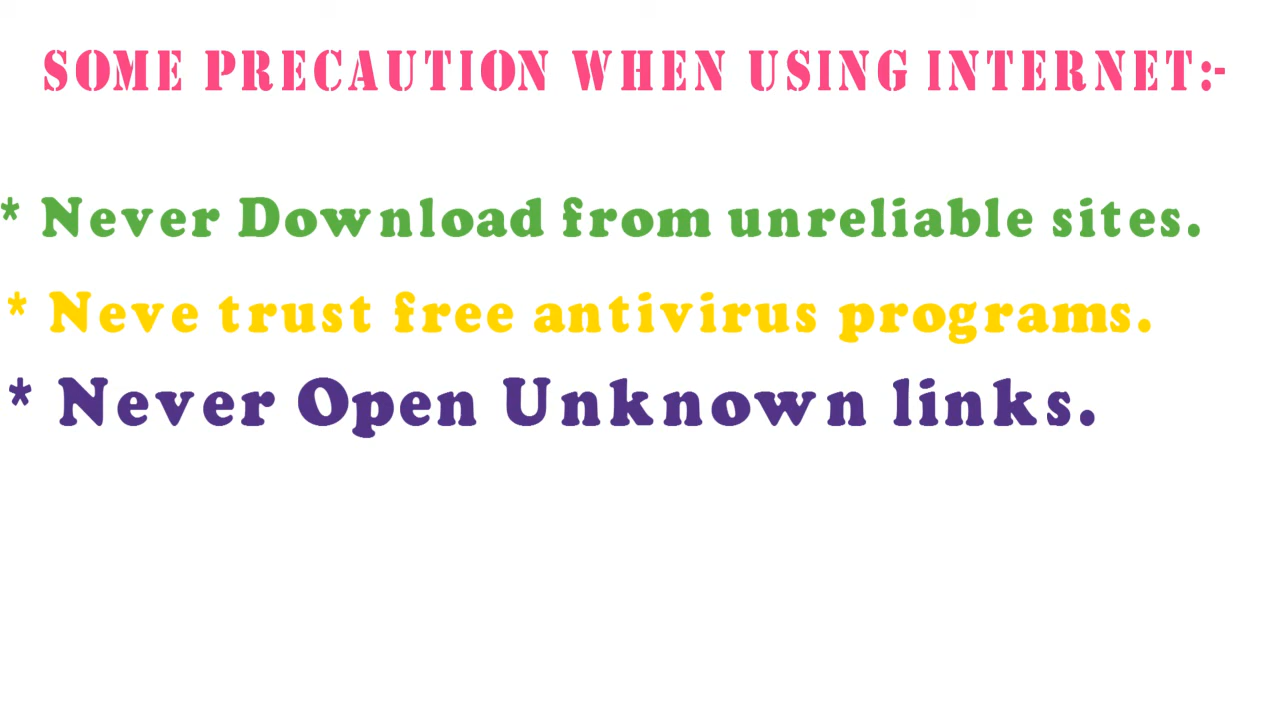 SOME PRECAUTION WHEN USING INTERNET:-
* Never Download from unreliable sites.
* Neve trust free antivirus programs.
* Never Open Unknown links.